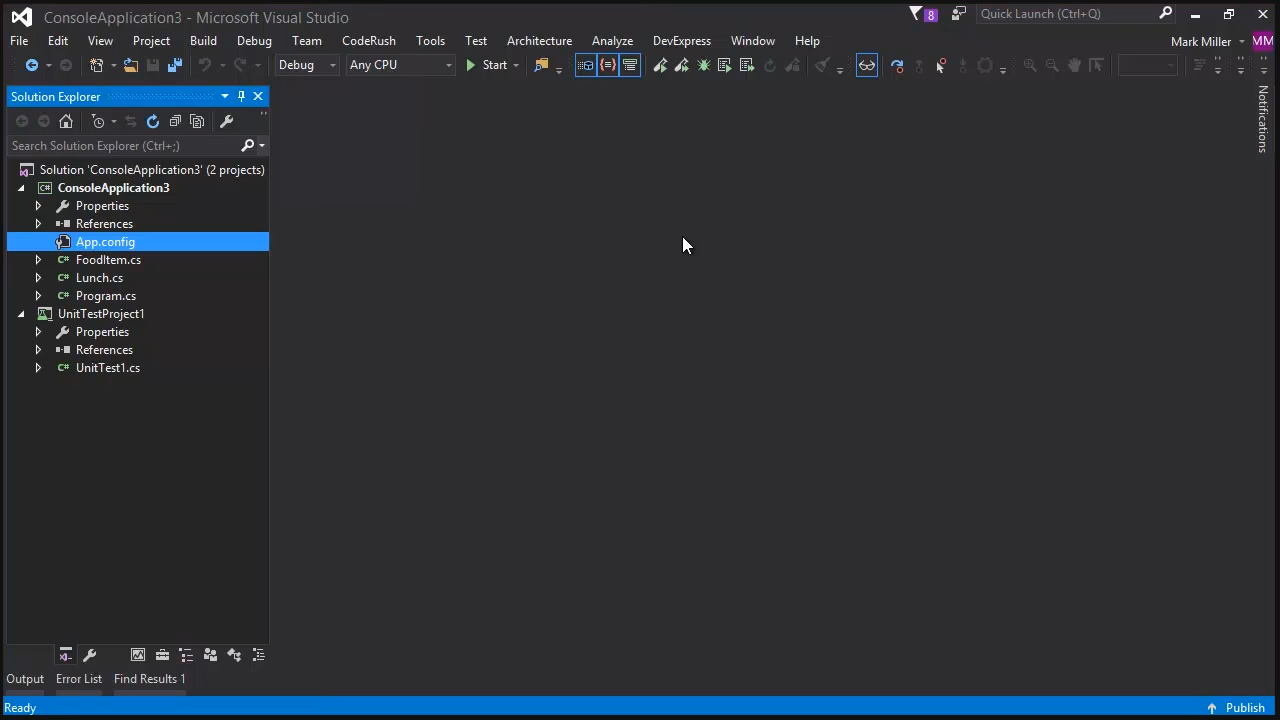 ConsoleApplication3 - Microsoft Visual Studio
8
Quick Launch (Ctrl+Q)
File Edit View Project Build Debug Team CodeRush Tools Test Architecture Analyze DevExpress Window Help
Mark Miller MM
Debug Any CPU Start
Solution Explorer
Search Solution Explorer (Ctrl+;)
Solution 'ConsoleApplication3' (2 projects)
C# ConsoleApplication3
Properties
References
App.config
C# FoodItem.cs
C# Lunch.cs
C# Program.cs
UnitTestProject1
Properties
References
C# UnitTest1.cs
Notifications
Output Error List Find Results 1
Ready
Publish